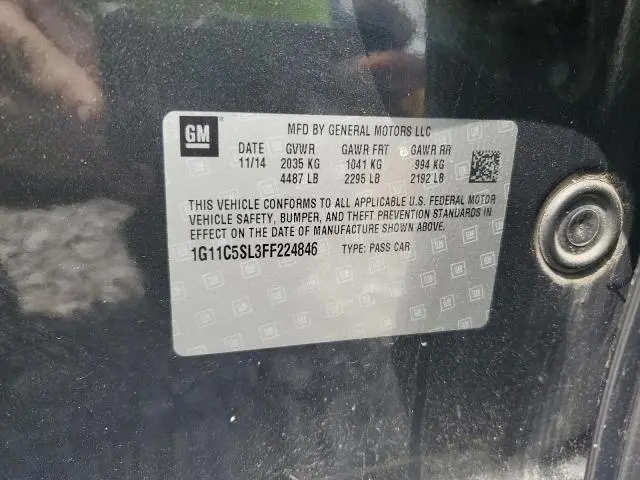 GM
MFD BY GENERAL MOTORS LLC
DATE GVWR GAWR FRT GAWR RR
11/14 2035 KG 1041 KG 994 KG
4487 LB 2295 LB 2192 LB
THIS VEHICLE CONFORMS TO ALL APPLICABLE U.S. FEDERAL MOTOR
VEHICLE SAFETY, BUMPER, AND THEFT PREVENTION STANDARDS IN
EFFECT ON THE DATE OF MANUFACTURE SHOWN ABOVE.
1G11C5SL3FF224846 TYPE: PASS CAR